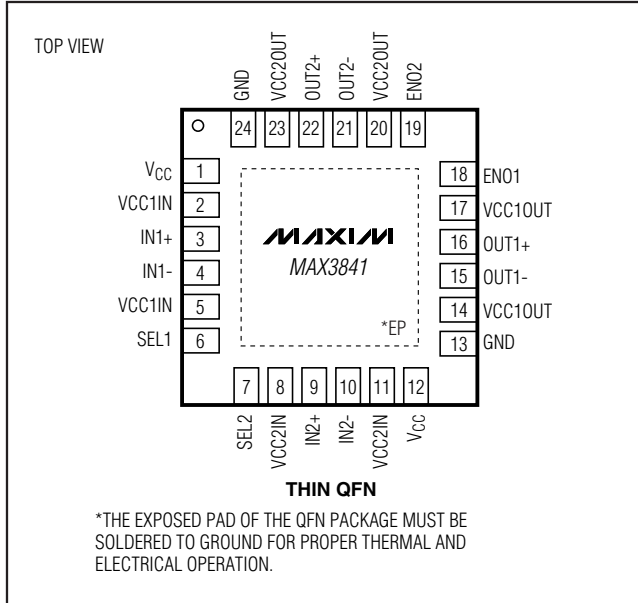 TOP VIEW
GND
VCC2OUT
OUT2+
OUT2-
VCC2OUT
ENO2
24 23 22 21 20 19
VCC 1
VCC1IN 2
IN1+ 3
IN1- 4
VCC1IN 5
SEL1 6
MAXIM
MAX3841
*EP
18 ENO1
17 VCC1OUT
16 OUT1+
15 OUT1-
14 VCC1OUT
13 GND
7 8 9 10 11 12
SEL2
VCC2IN
IN2+
IN2-
VCC2IN
VCC
THIN QFN
*THE EXPOSED PAD OF THE QFN PACKAGE MUST BE
SOLDERED TO GROUND FOR PROPER THERMAL AND
ELECTRICAL OPERATION.